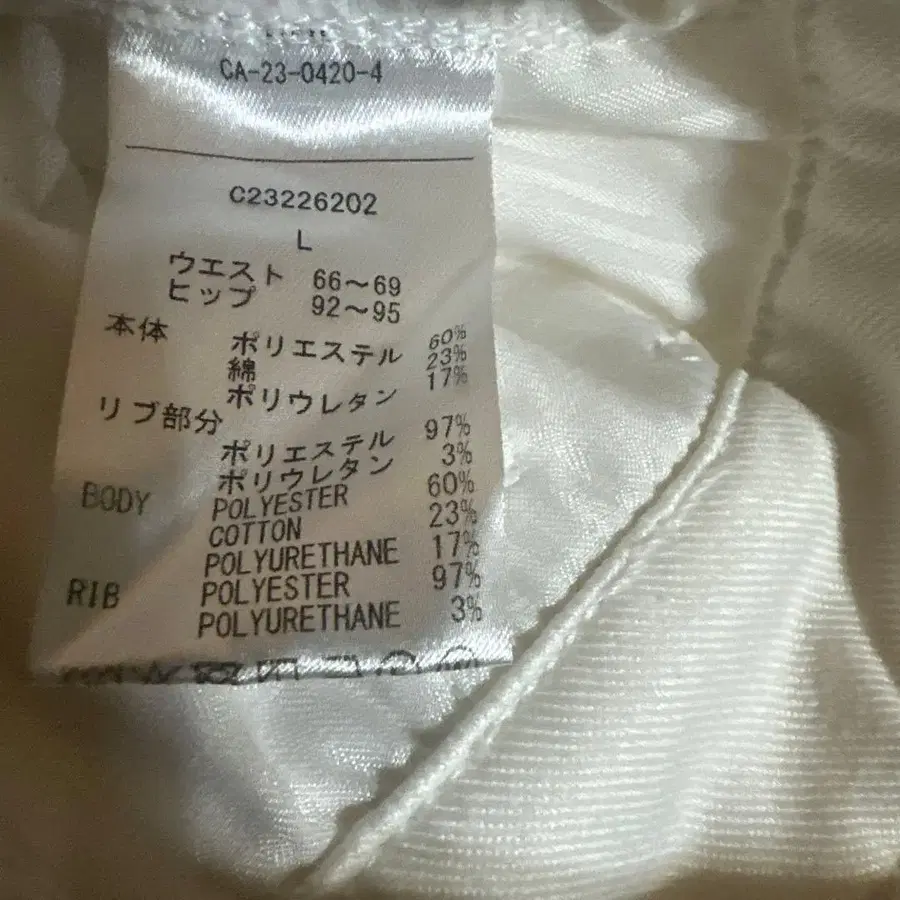 CA-23-0420-4
C23226202
L
ウエスト 66～69
ヒップ 92～95
本体 ポリエステル 60%
綿 23%
ポリウレタン 17%
リブ部分
ポリエステル 97%
ポリウレタン 3%
BODY POLYESTER 60%
COTTON 23%
POLYURETHANE 17%
RIB POLYESTER 97%
POLYURETHANE 3%